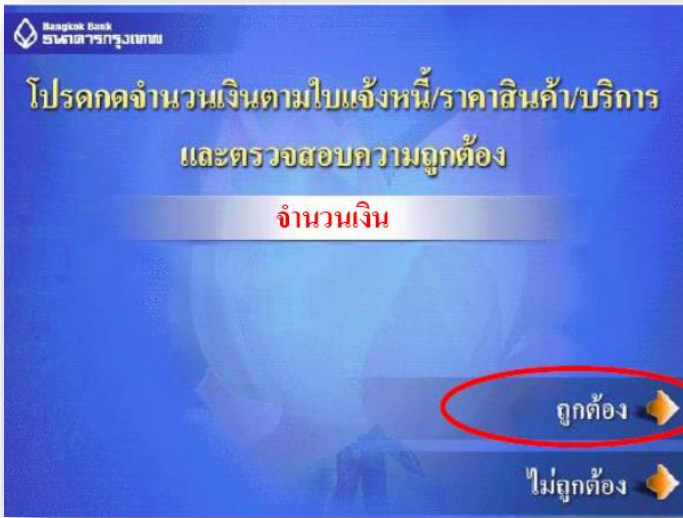 Bangkok Bank
ธนาคารกรุงเทพ
โปรดกดจำนวนเงินตามใบแจ้งหนี้/ราคาสินค้า/บริการ
และตรวจสอบความถูกต้อง
จำนวนเงิน
ถูกต้อง
ไม่ถูกต้อง